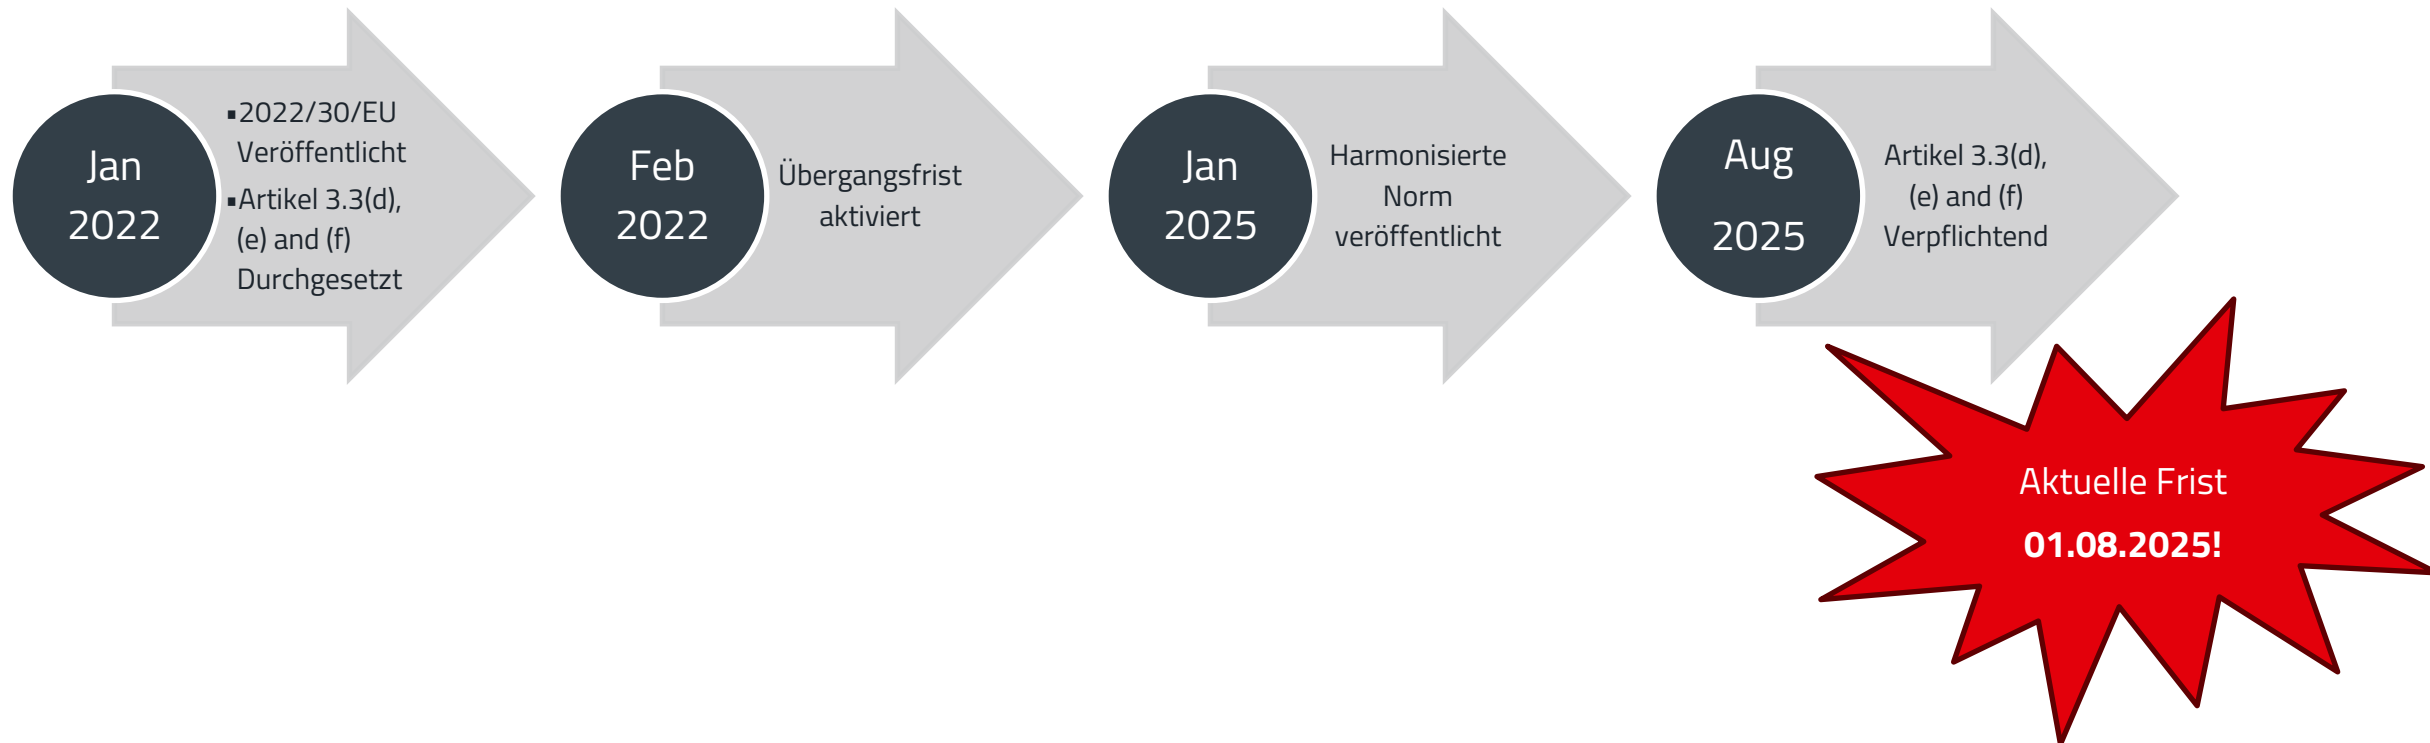 Jan
2022
▪2022/30/EU
Veröffentlicht
▪Artikel 3.3(d),
(e) and (f)
Durchgesetzt
Feb
2022
Übergangsfrist
aktiviert
Jan
2025
Harmonisierte
Norm
veröffentlicht
Aug
2025
Artikel 3.3(d),
(e) and (f)
Verpflichtend
Aktuelle Frist
01.08.2025!